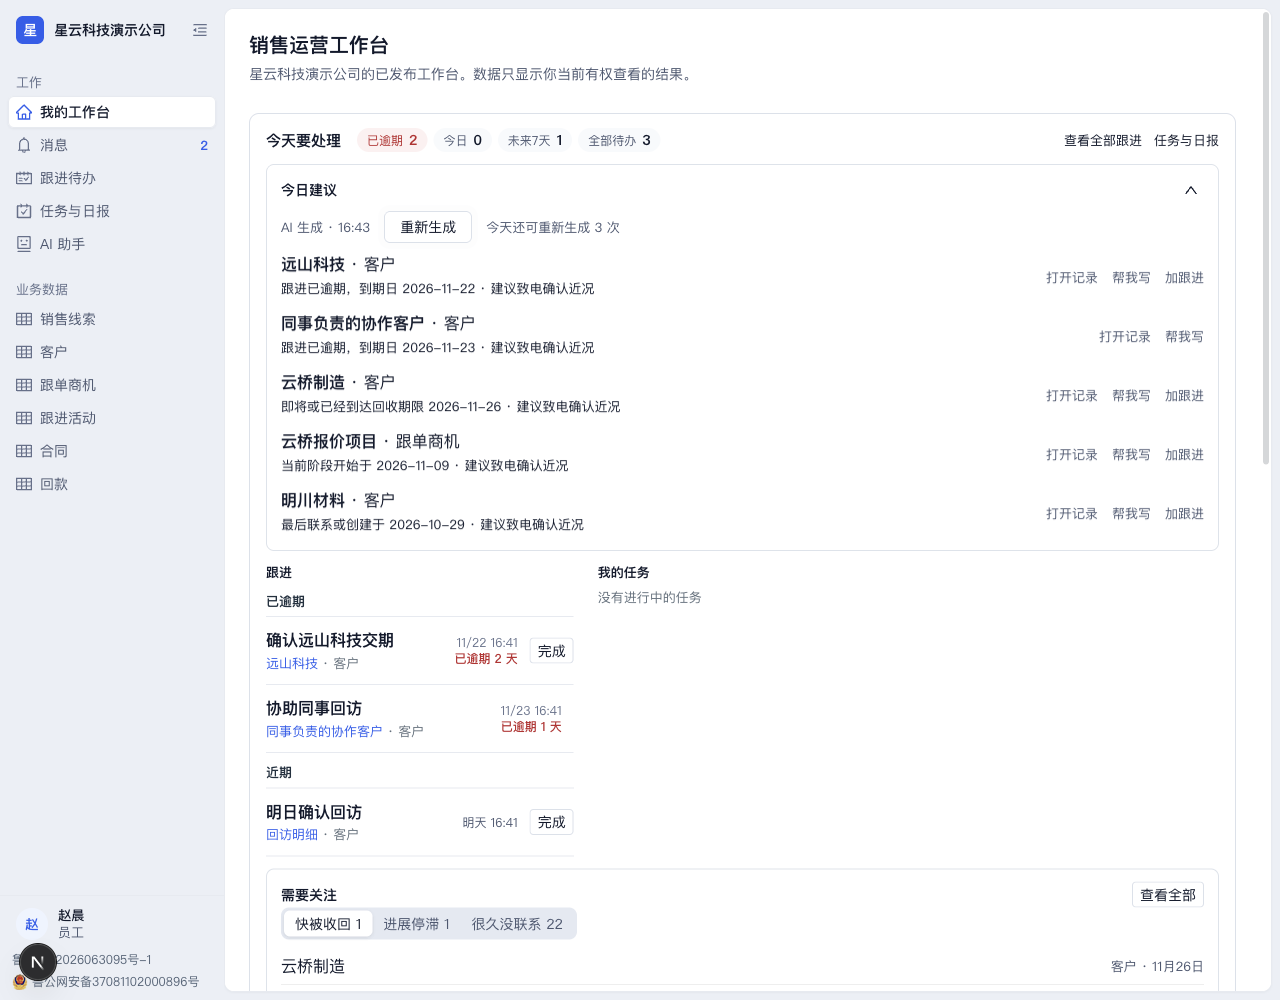 星 星云科技演示公司
工作
我的工作台
消息 2
跟进待办
任务与日报
AI 助手
业务数据
销售线索
客户
跟单商机
跟进活动
合同
回款
赵 赵晨
员工
2026063095号-1
鲁公网安备37081102000896号
N
销售运营工作台
星云科技演示公司的已发布工作台。数据只显示你当前有权查看的结果。
今天要处理 已逾期 2 今日 0 未来7天 1 全部待办 3 查看全部跟进 任务与日报
今日建议
AI 生成 · 16:43 重新生成 今天还可重新生成 3 次
远山科技 · 客户
跟进已逾期，到期日 2026-11-22 · 建议致电确认近况
打开记录 帮我写 加跟进
同事负责的协作客户 · 客户
跟进已逾期，到期日 2026-11-23 · 建议致电确认近况
打开记录 帮我写
云桥制造 · 客户
即将或已经到达回收期限 2026-11-26 · 建议致电确认近况
打开记录 帮我写 加跟进
云桥报价项目 · 跟单商机
当前阶段开始于 2026-11-09 · 建议致电确认近况
打开记录 帮我写 加跟进
明川材料 · 客户
最后联系或创建于 2026-10-29 · 建议致电确认近况
打开记录 帮我写 加跟进
跟进
已逾期
确认远山科技交期
远山科技 · 客户
11/22 16:41
已逾期 2 天
完成
协助同事回访
同事负责的协作客户 · 客户
11/23 16:41
已逾期 1 天
近期
明日确认回访
回访明细 · 客户
明天 16:41
完成
我的任务
没有进行中的任务
需要关注 查看全部
快被收回 1 进展停滞 1 很久没联系 22
云桥制造 客户 · 11月26日